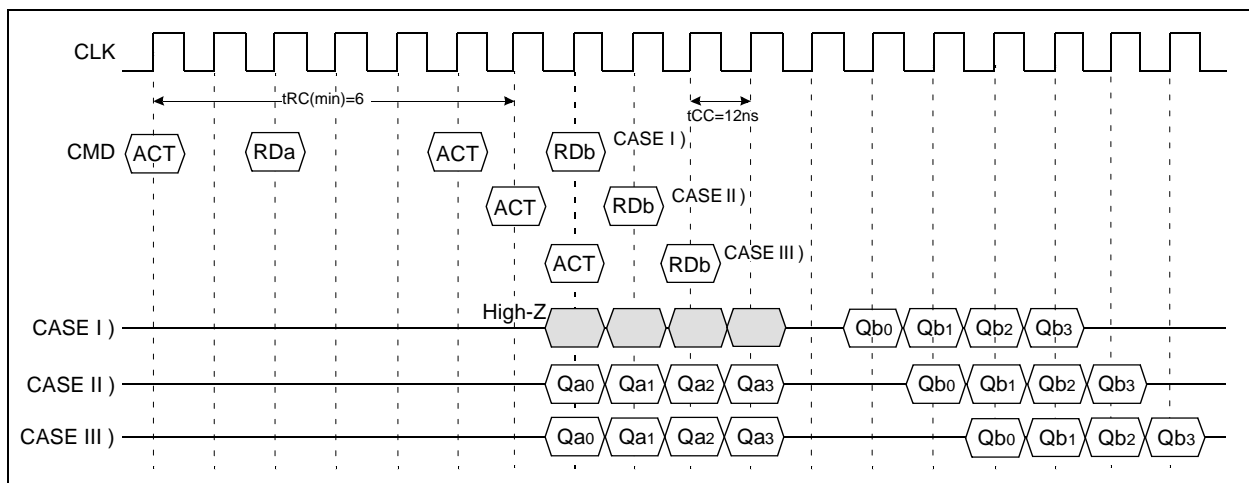 CLK
tRC(min)=6
tCC=12ns
CMD ACT RDa ACT RDb CASE I )
ACT RDb CASE II )
ACT RDb CASE III )
High-Z
CASE I ) Qb0 Qb1 Qb2 Qb3
CASE II ) Qa0 Qa1 Qa2 Qa3 Qb0 Qb1 Qb2 Qb3
CASE III ) Qa0 Qa1 Qa2 Qa3 Qb0 Qb1 Qb2 Qb3